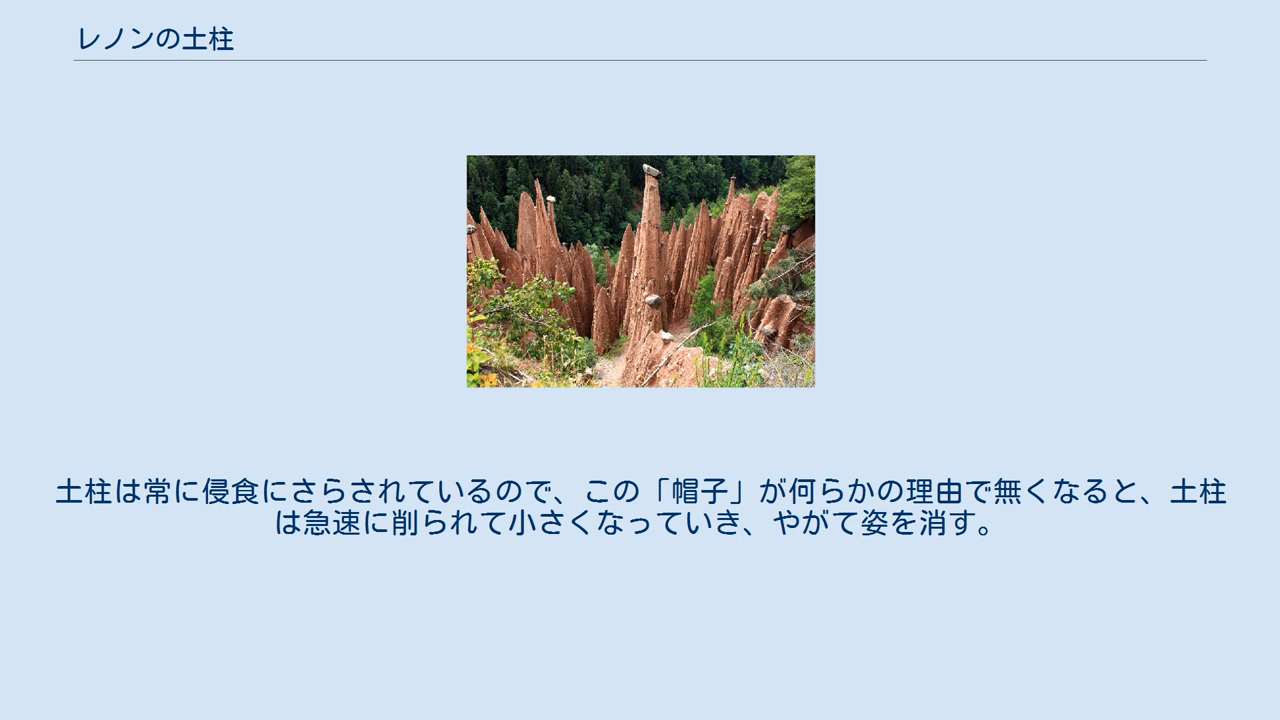 レノンの土柱
土柱は常に侵食にさらされているので、この「帽子」が何らかの理由で無くなると、土柱
は急速に削られて小さくなっていき、やがて姿を消す。